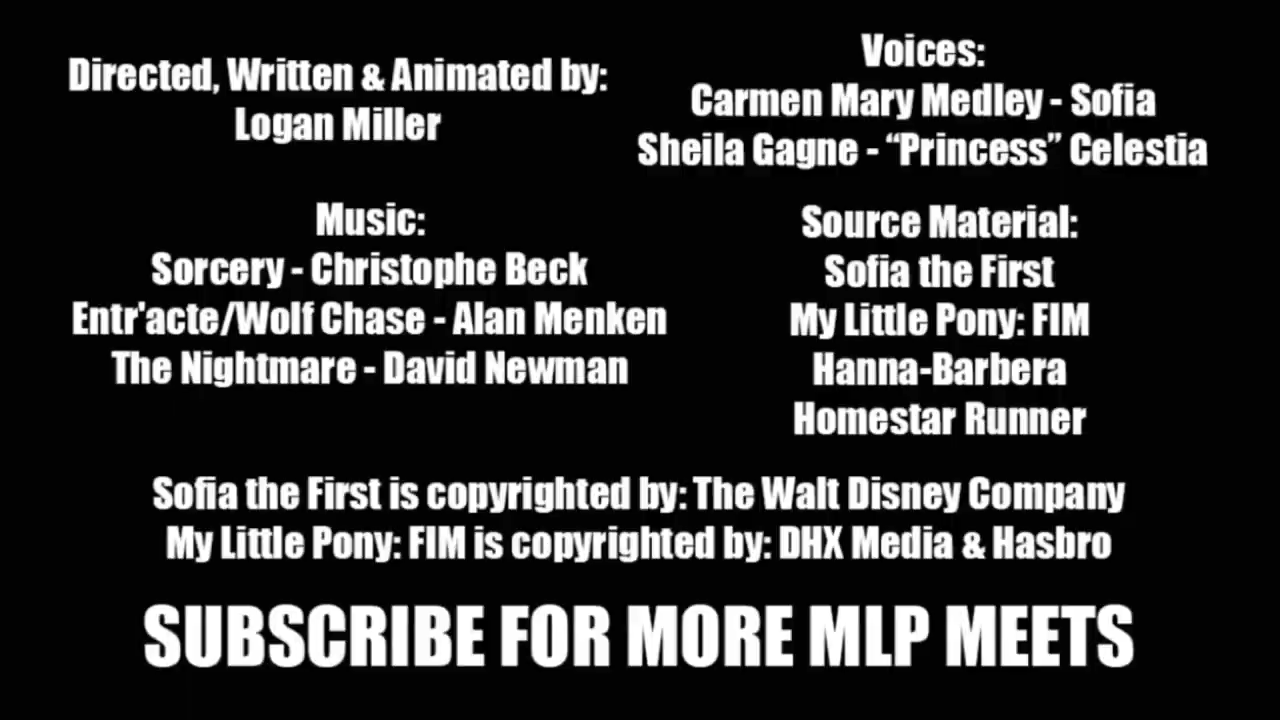 Directed, Written & Animated by:
Logan Miller
Voices:
Carmen Mary Medley - Sofia
Sheila Gagne - “Princess” Celestia
Music:
Sorcery - Christophe Beck
Entr'acte/Wolf Chase - Alan Menken
The Nightmare - David Newman
Source Material:
Sofia the First
My Little Pony: FIM
Hanna-Barbera
Homestar Runner
Sofia the First is copyrighted by: The Walt Disney Company
My Little Pony: FIM is copyrighted by: DHX Media & Hasbro
SUBSCRIBE FOR MORE MLP MEETS